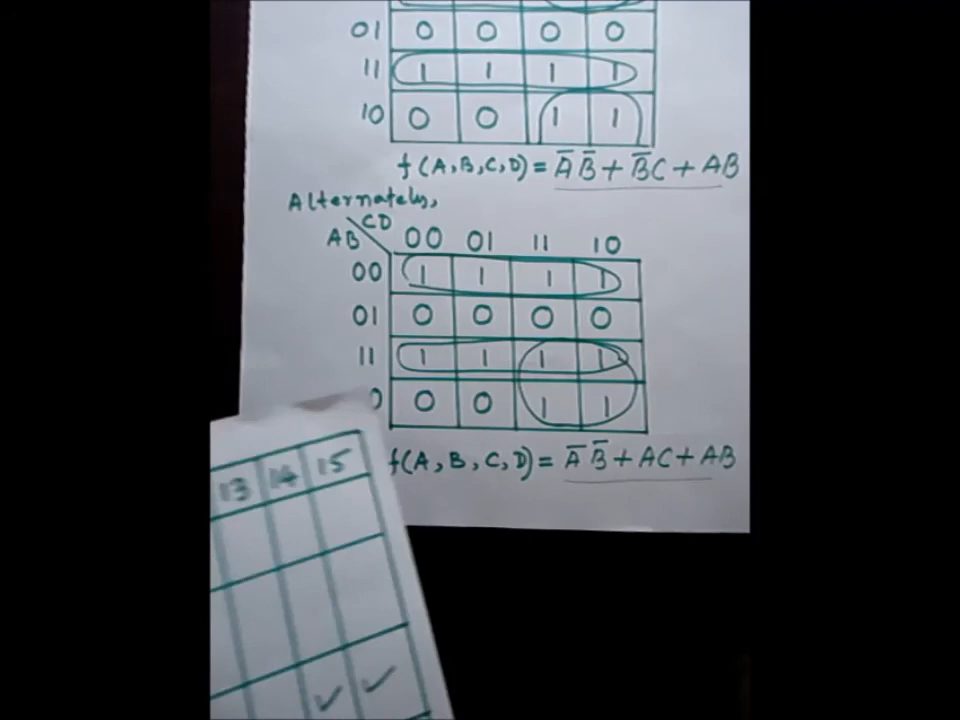 01 0 0 0 0
11 1 1 1 1
10 0 0 1 1
f(A,B,C,D) = A̅ B̅ + B̅C + AB
Alternately,
CD
AB 00 01 11 10
00 1 1 1 1
01 0 0 0 0
11 1 1 1 1
0 0 0 1 1
f(A, B, C, D) = A̅ B̅ + AC + AB
13 14 15
✓ ✓